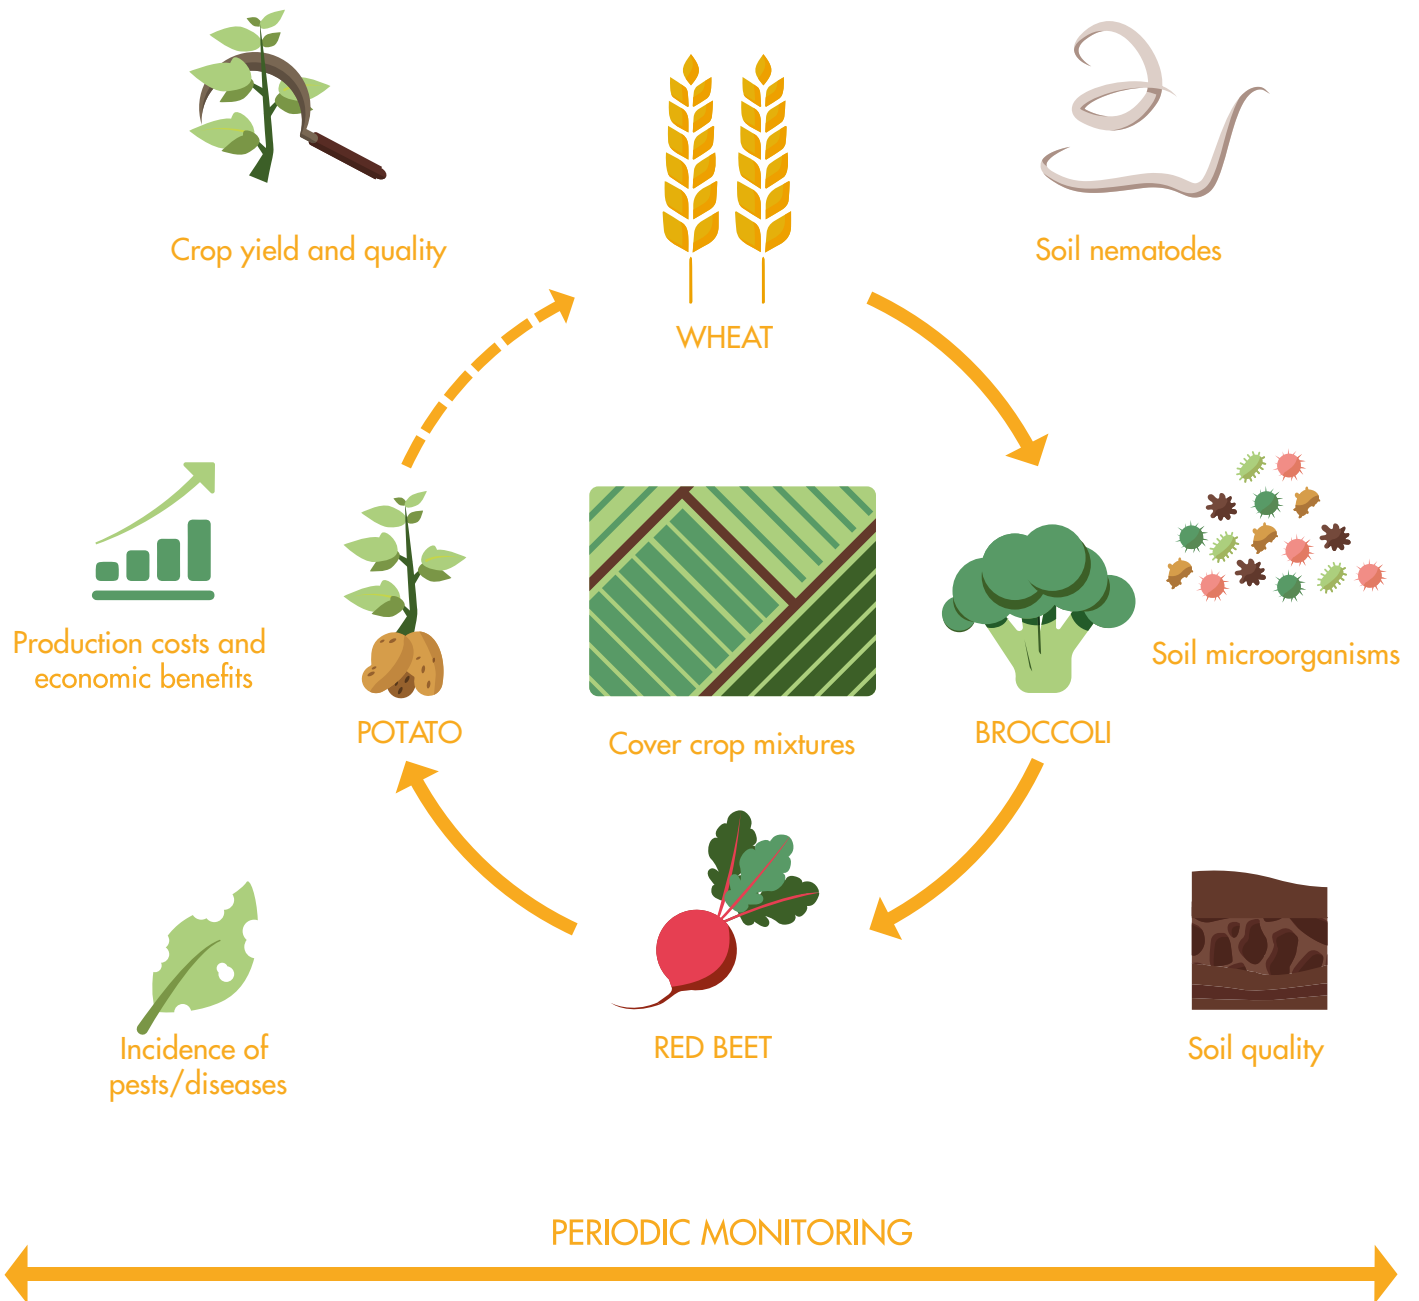 Crop yield and quality
Soil nematodes
WHEAT
Production costs and
economic benefits
Soil microorganisms
POTATO
Cover crop mixtures
BROCCOLI
Incidence of
pests/diseases
RED BEET
Soil quality
PERIODIC MONITORING